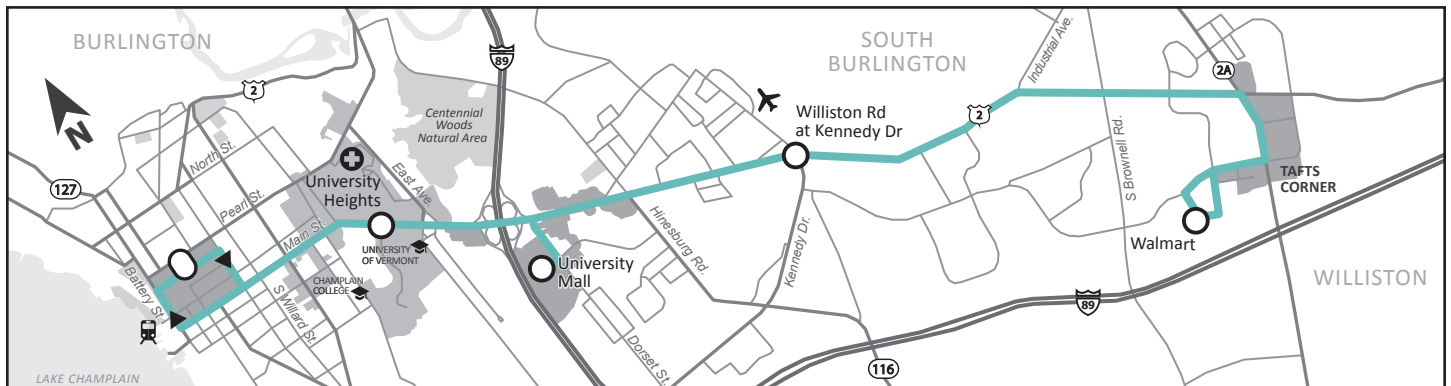 BURLINGTON
SOUTH
BURLINGTON
WILLISTON
N
2
89
2A
Industrial Ave.
Centennial
Woods
Natural Area
Williston Rd
at Kennedy Dr
2
127
North St.
Pearl St.
University
Heights
East Ave.
Main St.
UNIVERSITY
OF VERMONT
CHAMPLAIN
COLLEGE
S Willard St.
Battery St.
University
Mall
Hinesburg Rd.
Kennedy Dr.
Dorset St.
S Brownell Rd.
TAFTS
CORNER
Walmart
89
116
LAKE CHAMPLAIN